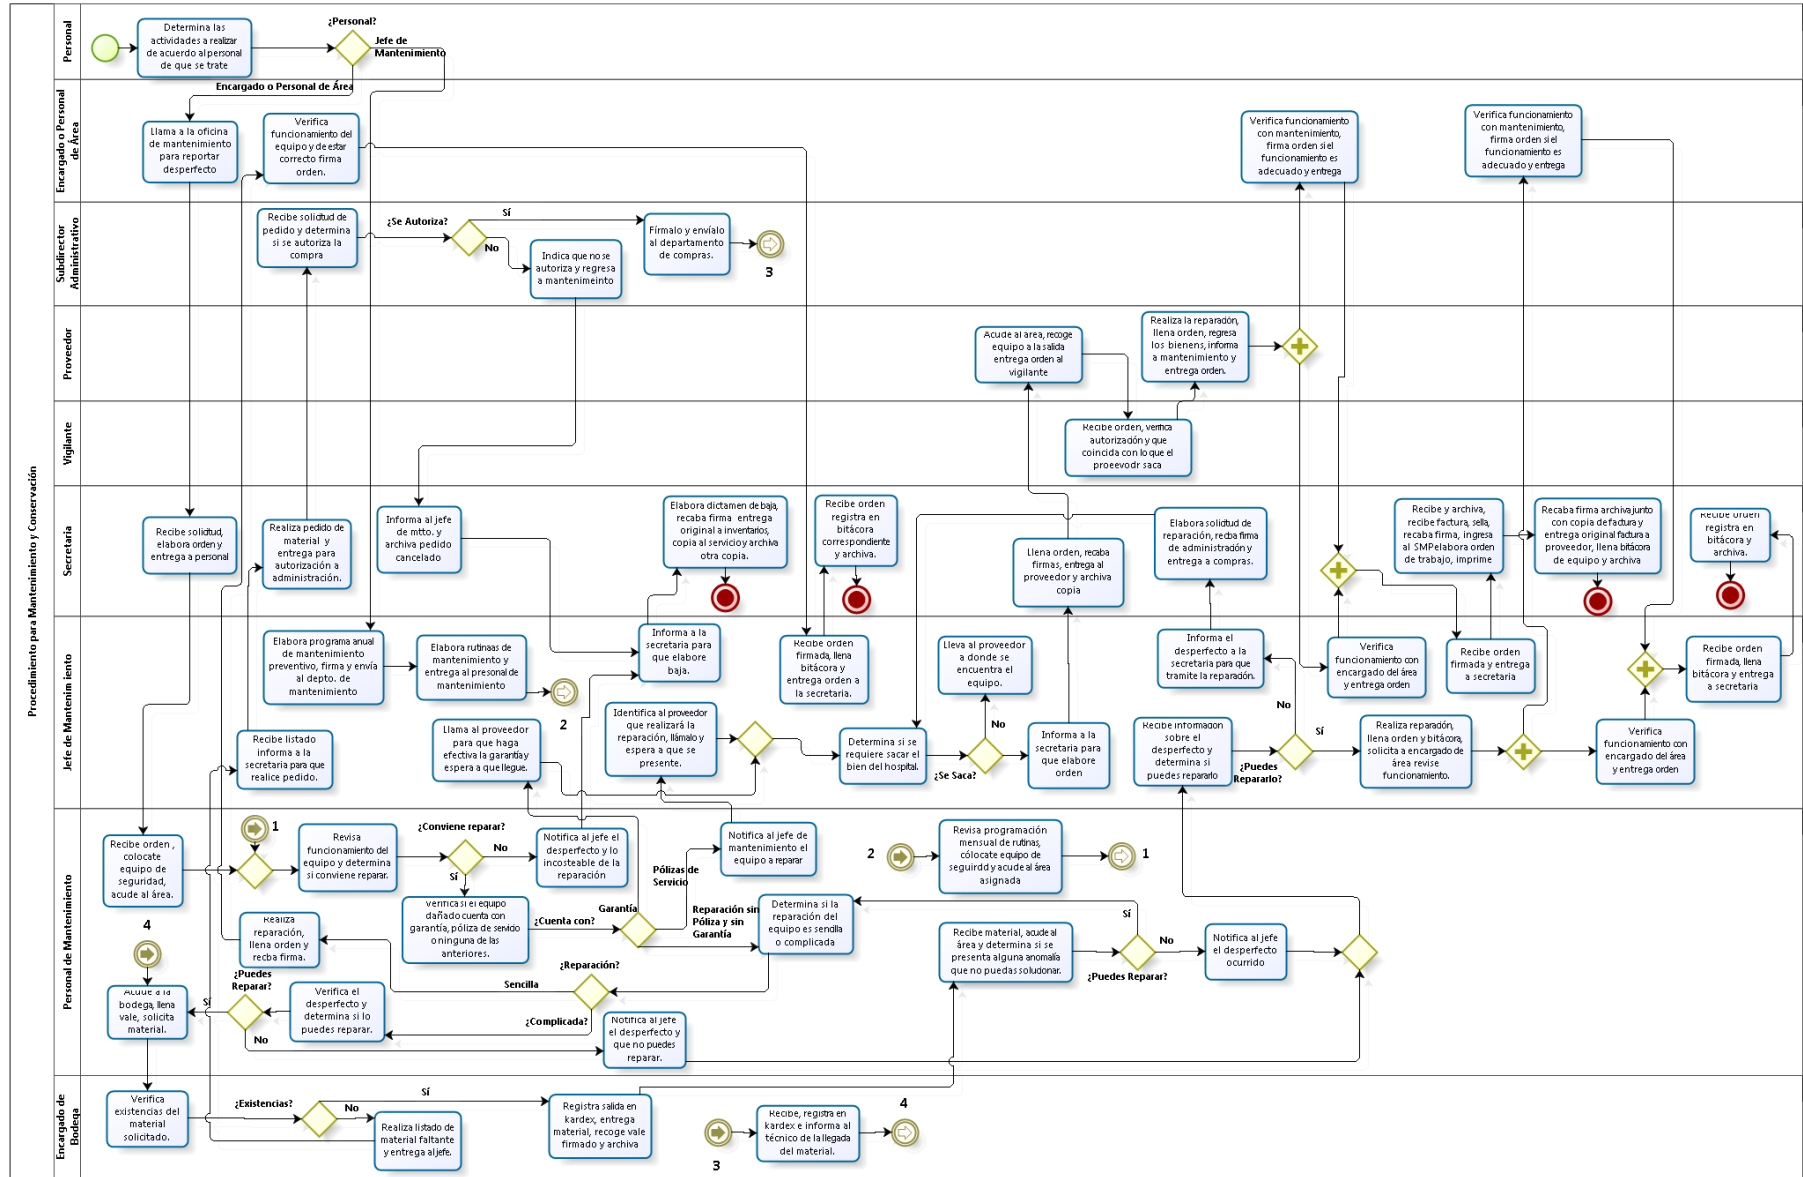 Procedimiento para Mantenimiento y Conservación
Personal
Determina las
actividades a realizar
de acuerdo al personal
de que se trate
¿Personal?
Jefe de
Mantenimiento
Encargado o Personal de Área
Encargado o Personal
de Área
Llama a la oficina
de mantenimiento
para reportar
desperfecto
Verifica
funcionamiento del
equipo y de estar
correcto firma
orden.
Verifica funcionamiento
con mantenimiento,
firma orden si el
funcionamiento es
adecuado y entrega
Verifica funcionamiento
con mantenimiento,
firma orden si el
funcionamiento es
adecuado y entrega
Subdirector
Administrativo
Recibe solicitud de
pedido y determina
si se autoriza la
compra
¿Se Autoriza?
Sí
No
Indica que no se
autoriza y regresa
a mantenimeinto
Fírmalo y envíalo
al departamento
de compras.
3
Proveedor
Acude al area, recoge
equipo a la salida
entrega orden al
vigilante
Realiza la reparación,
llena orden, regresa
los bienens, informa
a mantenimiento y
entrega orden.
Vigilante
Recibe orden, verifica
autorización y que
coincida con lo que el
proeevodr saca
Secretaria
Recibe solicitud,
elabora orden y
entrega a personal
Realiza pedido de
material y
entrega para
autorización a
administración.
Informa al jefe
de mtto. y
archiva pedido
cancelado
Elabora dictamen de baja,
recaba firma entrega
original a inventarios,
copia al servicio y archiva
otra copia.
Recibe orden
registra en
bitácora
correspondiente
y archiva.
Llena orden, recaba
firmas, entrega al
proveedor y archiva
copia
Elabora solicitud de
reparación, recba firma
de administración y
entrega a compras.
Recibe y archiva,
recibe factura, sella,
recaba firma, ingresa
al SMPelabora orden
de trabajo, imprime
Recaba firma archiva junto
con copia de factura y
entrega original factura a
proveedor, llena bitácora
de equipo y archiva
Recibe orden
registra en
bitácora y
archiva.
Jefe de Mantenimiento
Elabora programa anual
de mantenimiento
preventivo, firma y envía
al depto. de mantenimiento
Elabora rutinaas de
mantenimiento y
entrega al presonal de
mantenimiento
2
Informa a la
secretaria para
que elabore
baja.
Recibe orden
firmada, llena
bitácora y
entrega orden a
la secretaria.
Lleva al proveedor
a donde se
encuentra el
equipo.
Informa el
desperfecto a la
secretaria para que
tramite la reparación.
Verifica
funcionamiento con
encargado del área
y entrega orden
Recibe orden
firmada y entrega
a secretaria
Recibe orden
firmada, llena
bitácora y entrega
a secretaria
Recibe listado
informa a la
secretaria para que
realice pedido.
Llama al proveedor
para que haga
efectiva la garantía y
espera a que llegue.
Identifica al proveedor
que realizará la
reparación, llámalo y
espera a que se
presente.
Determina si se
requiere sacar el
bien del hospital.
¿Se Saca?
No
Informa a la
secretaria para
que elabore
orden
Recibe informacion
sobre el
desperfecto y
determina si
puedes repararlo
¿Puedes
Repararlo?
No
Sí
Realiza reparación,
llena orden y bitácora,
solicita a encargado de
área revise
funcionamiento.
Verifica
funcionamiento con
encargado del área
y entrega orden
Personal de Mantenimiento
Recibe orden ,
colocate
equipo de
seguridad,
acude al área.
1
Revisa
funcionamiento del
equipo y determina
si conviene reparar.
¿Conviene reparar?
No
Sí
Notifica al jefe el
desperfecto y lo
incosteable de la
reparación
Notifica al jefe de
mantenimiento el
equipo a reparar
2
Revisa programación
mensual de rutinas,
cólocate equipo de
seguirdd y acude al área
asignada
1
Verifica si el equipo
dañado cuenta con
garantía, póliza de servicio
o ninguna de las
anteriores.
¿Cuenta con?
Garantía
Pólizas de
Servicio
Reparación sin
Póliza y sin
Garantía
Determina si la
reparación del
equipo es sencilla
o complicada
Realiza
reparación,
llena orden y
recba firma.
4
¿Reparación?
Sencilla
¿Complicada?
Recibe material, acude al
área y determina si se
presenta alguna anomalía
que no puedas solucionar.
¿Puedes Reparar?
Sí
No
Notifica al jefe
el desperfecto
ocurrido
Acude a la
bodega, llena
vale, solicita
material.
¿Puedes
Reparar?
Sí
No
Verifica el
desperfecto y
determina si lo
puedes reparar.
Notifica al jefe
el desperfecto y
que no puedes
reparar.
Encargado de
Bodega
Verifica
existencias del
material
solicitado.
¿Existencias?
Sí
No
Realiza listado de
material faltante
y entrega al jefe.
Registra salida en
kardex, entrega
material, recoge vale
firmado y archiva
3
Recibe, registra en
kardex e informa al
técnico de la llegada
del material.
4